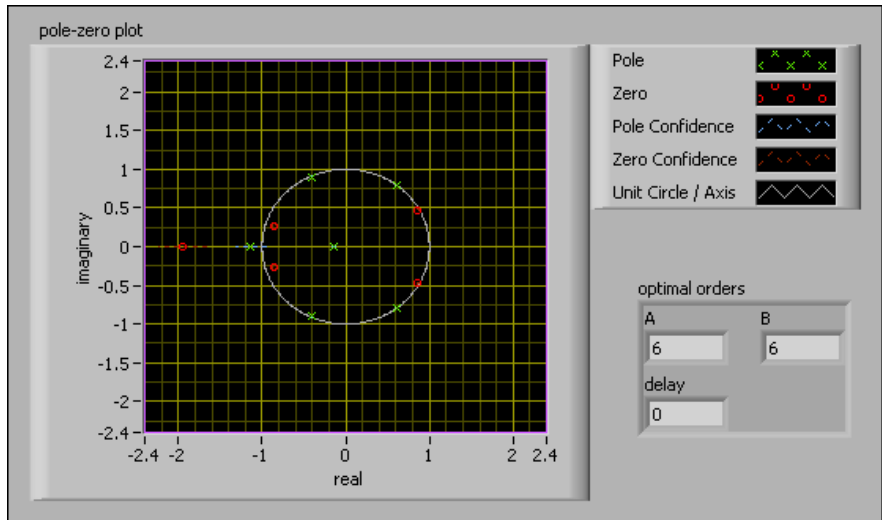 pole-zero plot
2.4
2
1.5
1
0.5
0
-0.5
-1
-1.5
-2
-2.4
imaginary
-2.4 -2 -1 0 1 2 2.4
real
Pole
Zero
Pole Confidence
Zero Confidence
Unit Circle / Axis
optimal orders
A B
6 6
delay
0